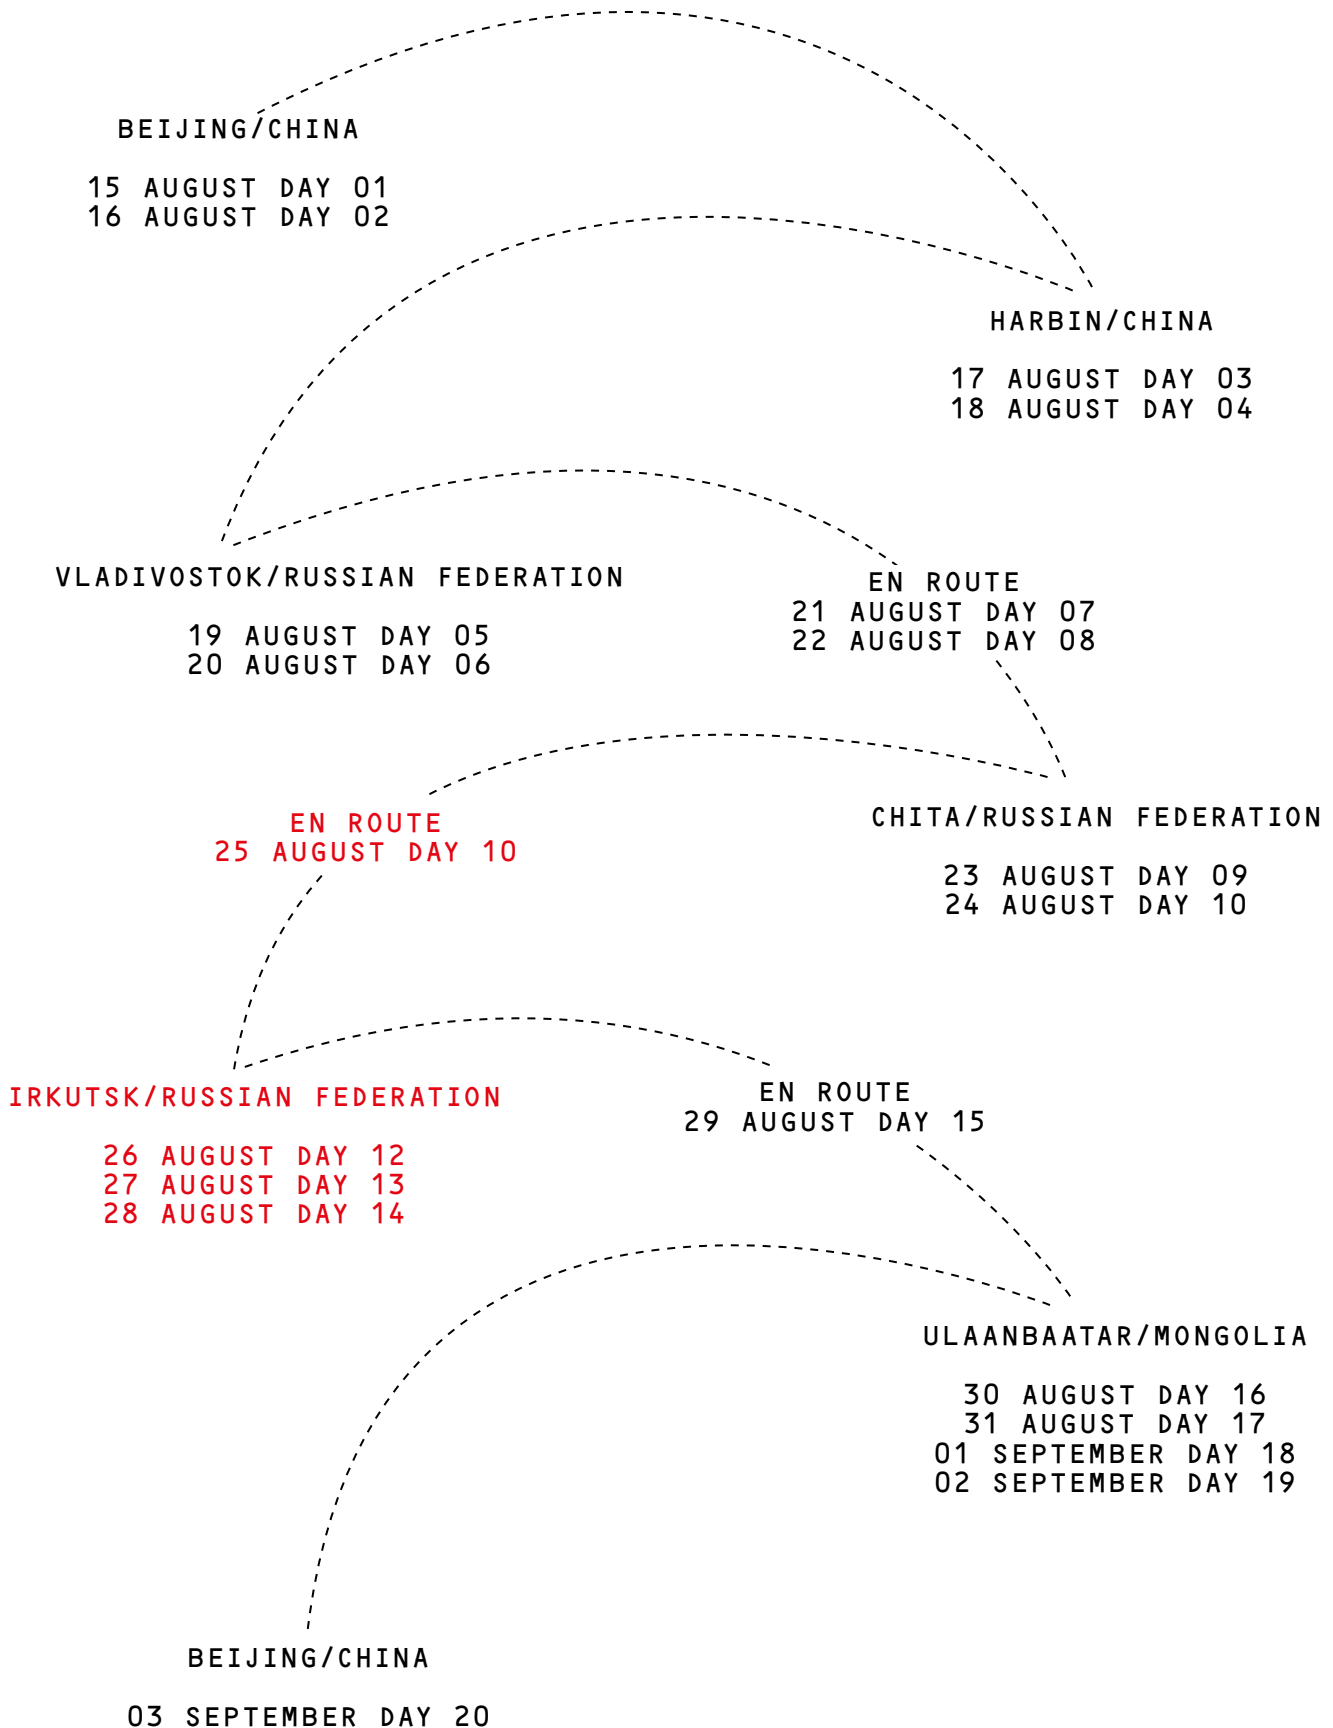 BEIJING/CHINA
15 AUGUST DAY 01
16 AUGUST DAY 02
HARBIN/CHINA
17 AUGUST DAY 03
18 AUGUST DAY 04
VLADIVOSTOK/RUSSIAN FEDERATION
19 AUGUST DAY 05
20 AUGUST DAY 06
EN ROUTE
21 AUGUST DAY 07
22 AUGUST DAY 08
CHITA/RUSSIAN FEDERATION
23 AUGUST DAY 09
24 AUGUST DAY 10
EN ROUTE
25 AUGUST DAY 10
IRKUTSK/RUSSIAN FEDERATION
26 AUGUST DAY 12
27 AUGUST DAY 13
28 AUGUST DAY 14
EN ROUTE
29 AUGUST DAY 15
ULAANBAATAR/MONGOLIA
30 AUGUST DAY 16
31 AUGUST DAY 17
01 SEPTEMBER DAY 18
02 SEPTEMBER DAY 19
BEIJING/CHINA
03 SEPTEMBER DAY 20